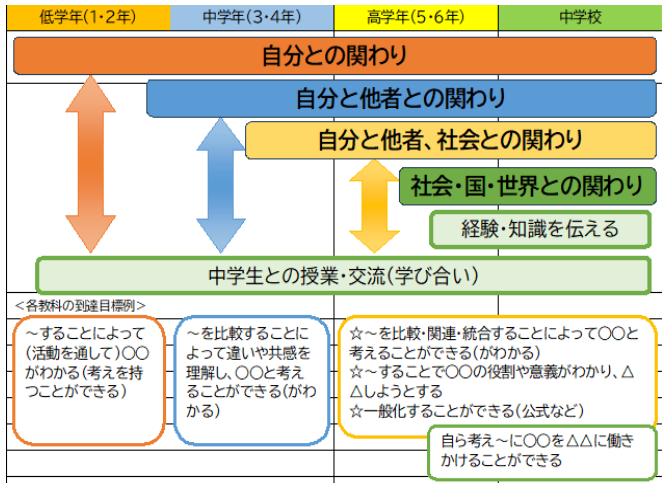 低学年(1・2年)
中学年(3・4年)
高学年(5・6年)
中学校
自分との関わり
自分と他者との関わり
自分と他者、社会との関わり
社会・国・世界との関わり
経験・知識を伝える
中学生との授業・交流(学び合い)
<各教科の到達目標例>
～することによって
(活動を通して)〇〇
がわかる(考えを持
つことができる)
～を比較することに
よって違いや共感を
理解し、〇〇と考え
ることができる(がわ
かる)
☆～を比較・関連・統合することによって〇〇と
考えることができる(がわかる)
☆～することで〇〇の役割や意義がわかり、△
△しようとする
☆一般化することができる(公式など)
自ら考え～に〇〇を△△に働き
かけることができる